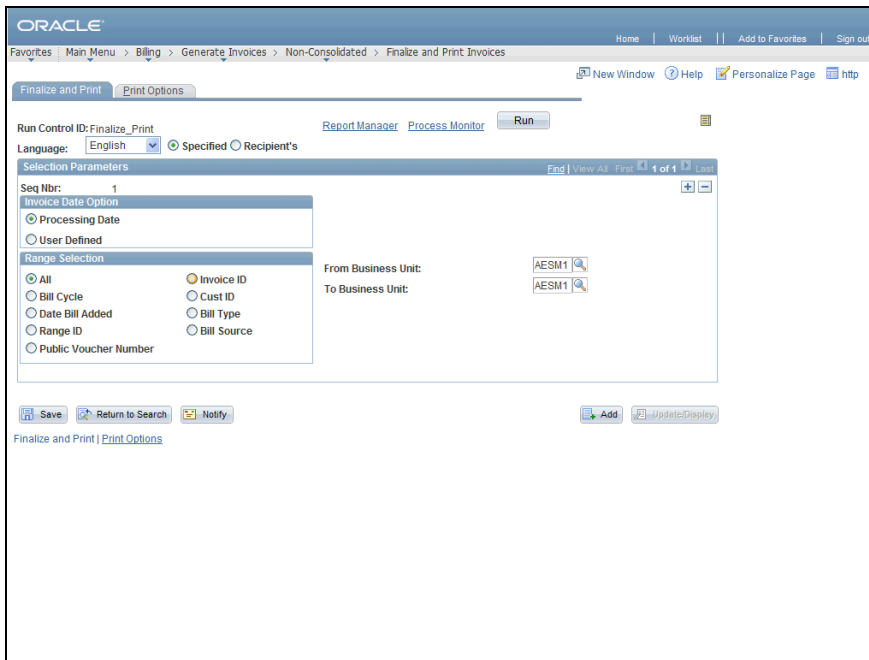 ORACLE
Home | Worklist || Add to Favorites | Sign out
Favorites Main Menu > Billing > Generate Invoices > Non-Consolidated > Finalize and Print Invoices
New Window Help Personalize Page http
Finalize and Print Print Options
Run Control ID: Finalize_Print Report Manager Process Monitor Run
Language: English Specified Recipient's
Selection Parameters Find | View All First 1 of 1 Last
Seq Nbr: 1
Invoice Date Option
Processing Date
User Defined
Range Selection
All Invoice ID From Business Unit: AESM1
Bill Cycle Cust ID To Business Unit: AESM1
Date Bill Added Bill Type
Range ID Bill Source
Public Voucher Number
Save Return to Search Notify Add Update/Display
Finalize and Print | Print Options